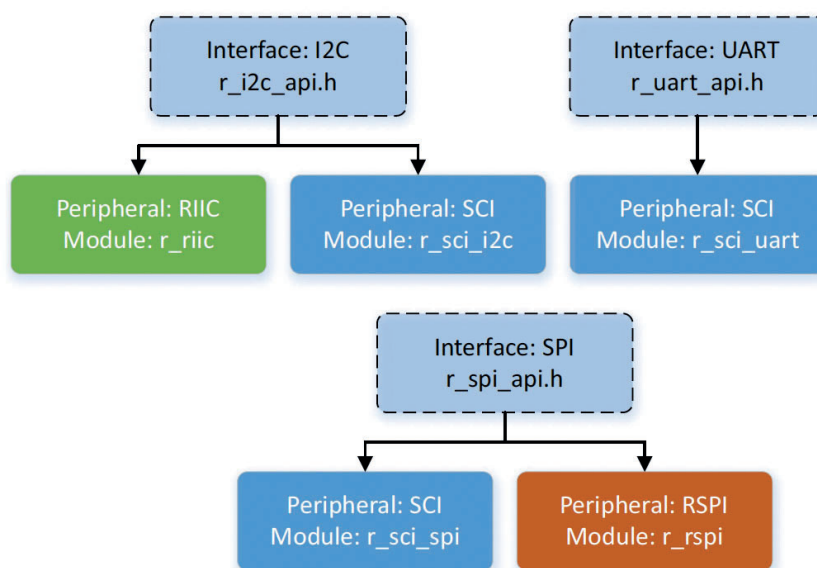 Interface: I2C
r_i2c_api.h
Interface: UART
r_uart_api.h
Peripheral: RIIC
Module: r_riic
Peripheral: SCI
Module: r_sci_i2c
Peripheral: SCI
Module: r_sci_uart
Interface: SPI
r_spi_api.h
Peripheral: SCI
Module: r_sci_spi
Peripheral: RSPI
Module: r_rspi